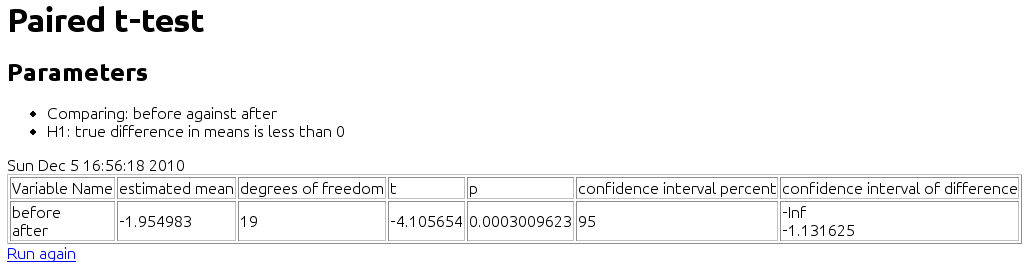 Paired t-test
Parameters
Comparing: before against after
H1: true difference in means is less than 0
Sun Dec 5 16:56:18 2010
Variable Name estimated mean degrees of freedom t p confidence interval percent confidence interval of difference
before after -1.954983 19 -4.105654 0.0003009623 95 -Inf -1.131625
Run again